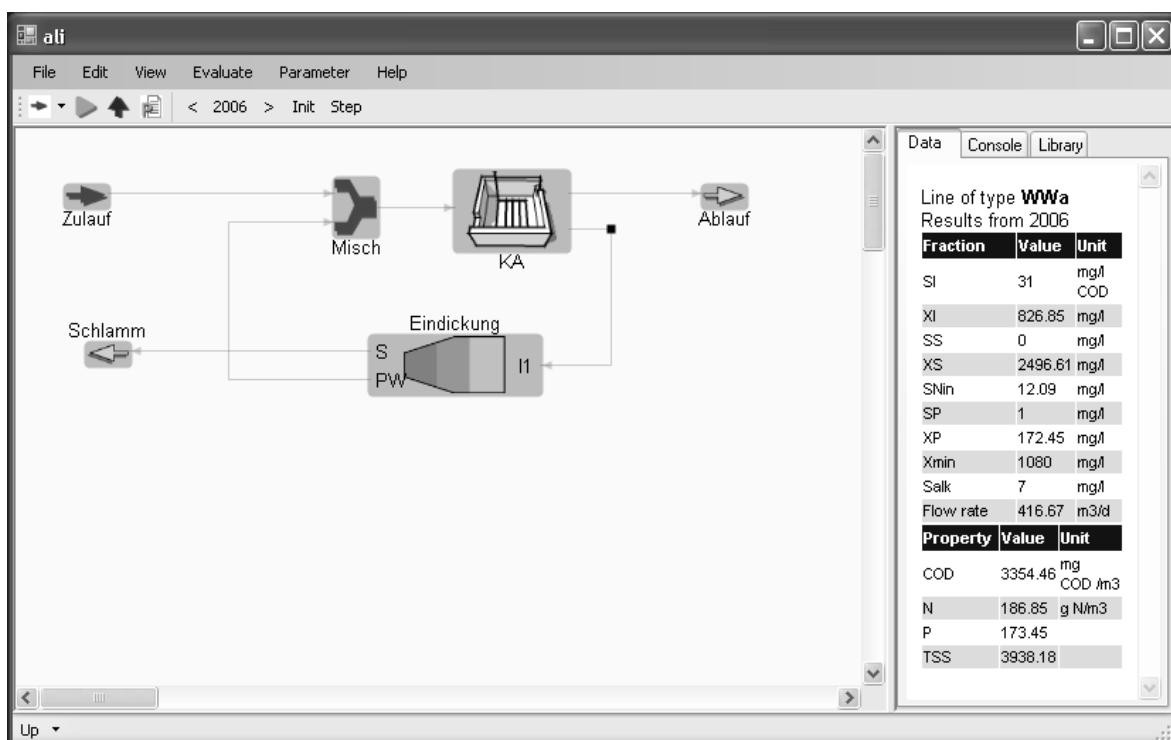 ali
File Edit View Evaluate Parameter Help
< 2006 > Init Step
Zulauf
Misch
KA
Ablauf
Schlamm
Eindickung
S
PW
I1
Data Console Library
Line of type WWa
Results from 2006
Fraction Value Unit
SI 31 mg/l COD
XI 826.85 mg/l
SS 0 mg/l
XS 2496.61 mg/l
SNin 12.09 mg/l
SP 1 mg/l
XP 172.45 mg/l
Xmin 1080 mg/l
Salk 7 mg/l
Flow rate 416.67 m3/d
Property Value Unit
COD 3354.46 mg COD /m3
N 186.85 g N/m3
P 173.45
TSS 3938.18
Up